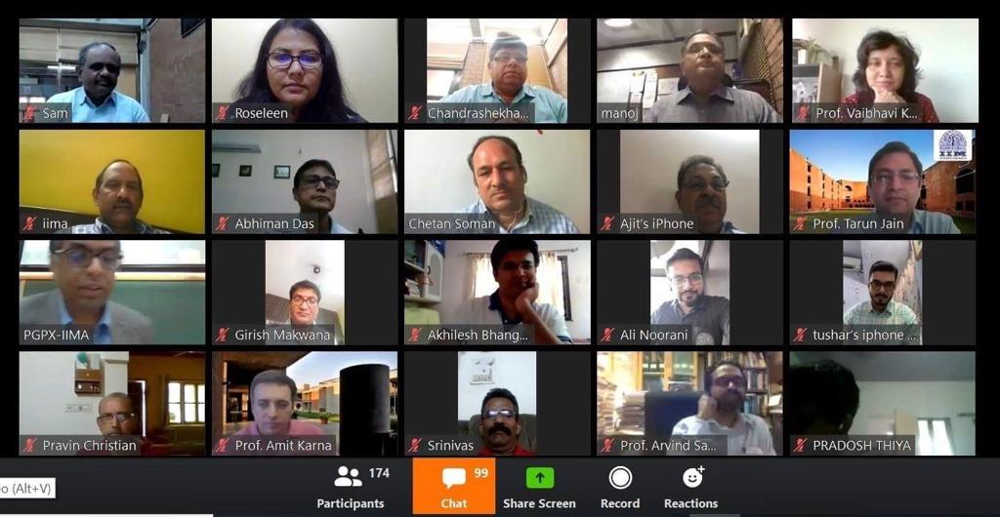 Sam
Roseleen
Chandrashekha...
manoj
Prof. Vaibhavi K...
iima
Abhiman Das
Chetan Soman
Ajit's iPhone
IIM
Prof. Tarun Jain
PGPX-IIMA
Girish Makwana
Akhilesh Bhang...
Ali Noorani
tushar's iphone ...
Pravin Christian
Prof. Amit Karna
Srinivas
Prof. Arvind Sa...
PRADOSH THIYA
eo (Alt+V)
174
99
Participants
Chat
Share Screen
Record
Reactions